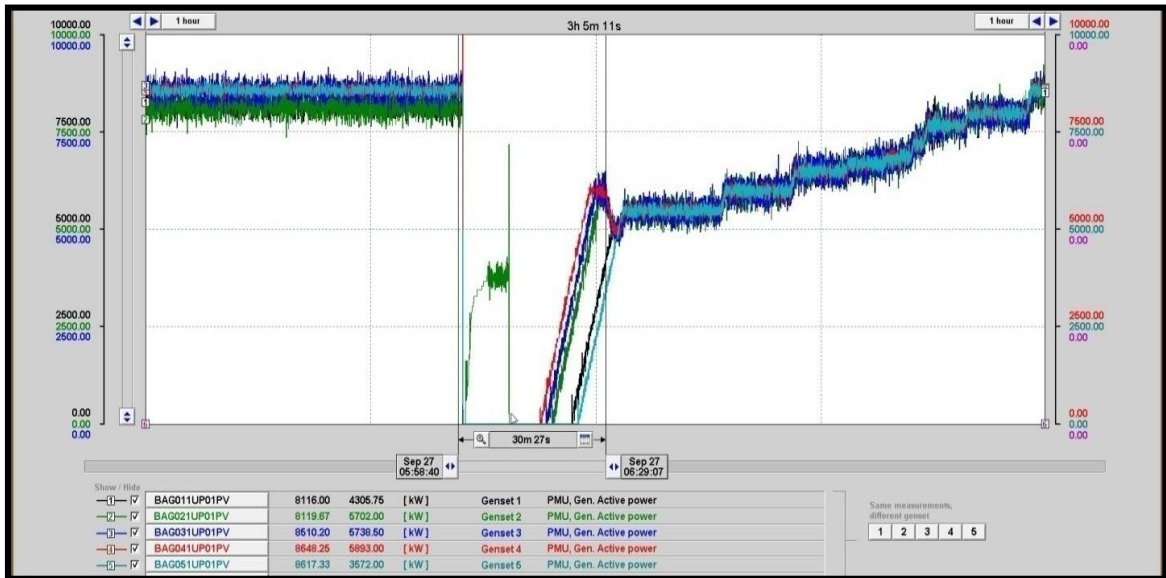 1 hour 3h 5m 11s 1 hour
10000.00 10000.00
10000.00 10000.00
10000.00 0.00
7500.00 7500.00
7500.00 7500.00
7500.00 0.00
5000.00 5000.00
5000.00 5000.00
5000.00 0.00
2500.00 2500.00
2500.00 2500.00
2500.00 0.00
0.00 0.00
0.00 0.00
0.00 0.00
30m 27s
Sep 27 Sep 27
05:58:40 06:29:07
Show / Hide
1 BAG011UP01PV 8116.00 4305.75 [ kW ] Genset 1 PMU, Gen. Active power
2 BAG021UP01PV 8119.67 5702.00 [ kW ] Genset 2 PMU, Gen. Active power
3 BAG031UP01PV 8510.20 5738.50 [ kW ] Genset 3 PMU, Gen. Active power
4 BAG041UP01PV 8648.25 5893.00 [ kW ] Genset 4 PMU, Gen. Active power
5 BAG051UP01PV 8617.33 3572.00 [ kW ] Genset 5 PMU, Gen. Active power
Same measurements,
different genset
1 2 3 4 5